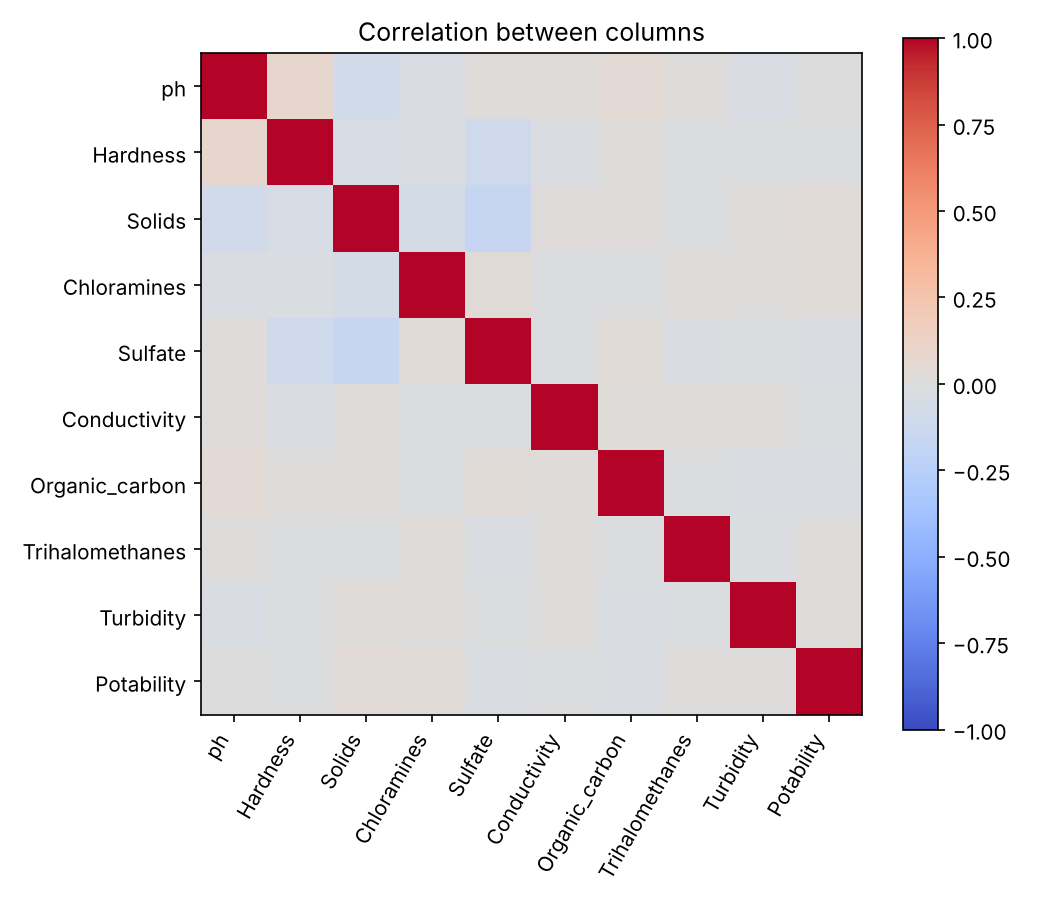 Correlation between columns
ph
Hardness
Solids
Chloramines
Sulfate
Conductivity
Organic_carbon
Trihalomethanes
Turbidity
Potability
ph
Hardness
Solids
Chloramines
Sulfate
Conductivity
Organic_carbon
Trihalomethanes
Turbidity
Potability
1.00
0.75
0.50
0.25
0.00
−0.25
−0.50
−0.75
−1.00